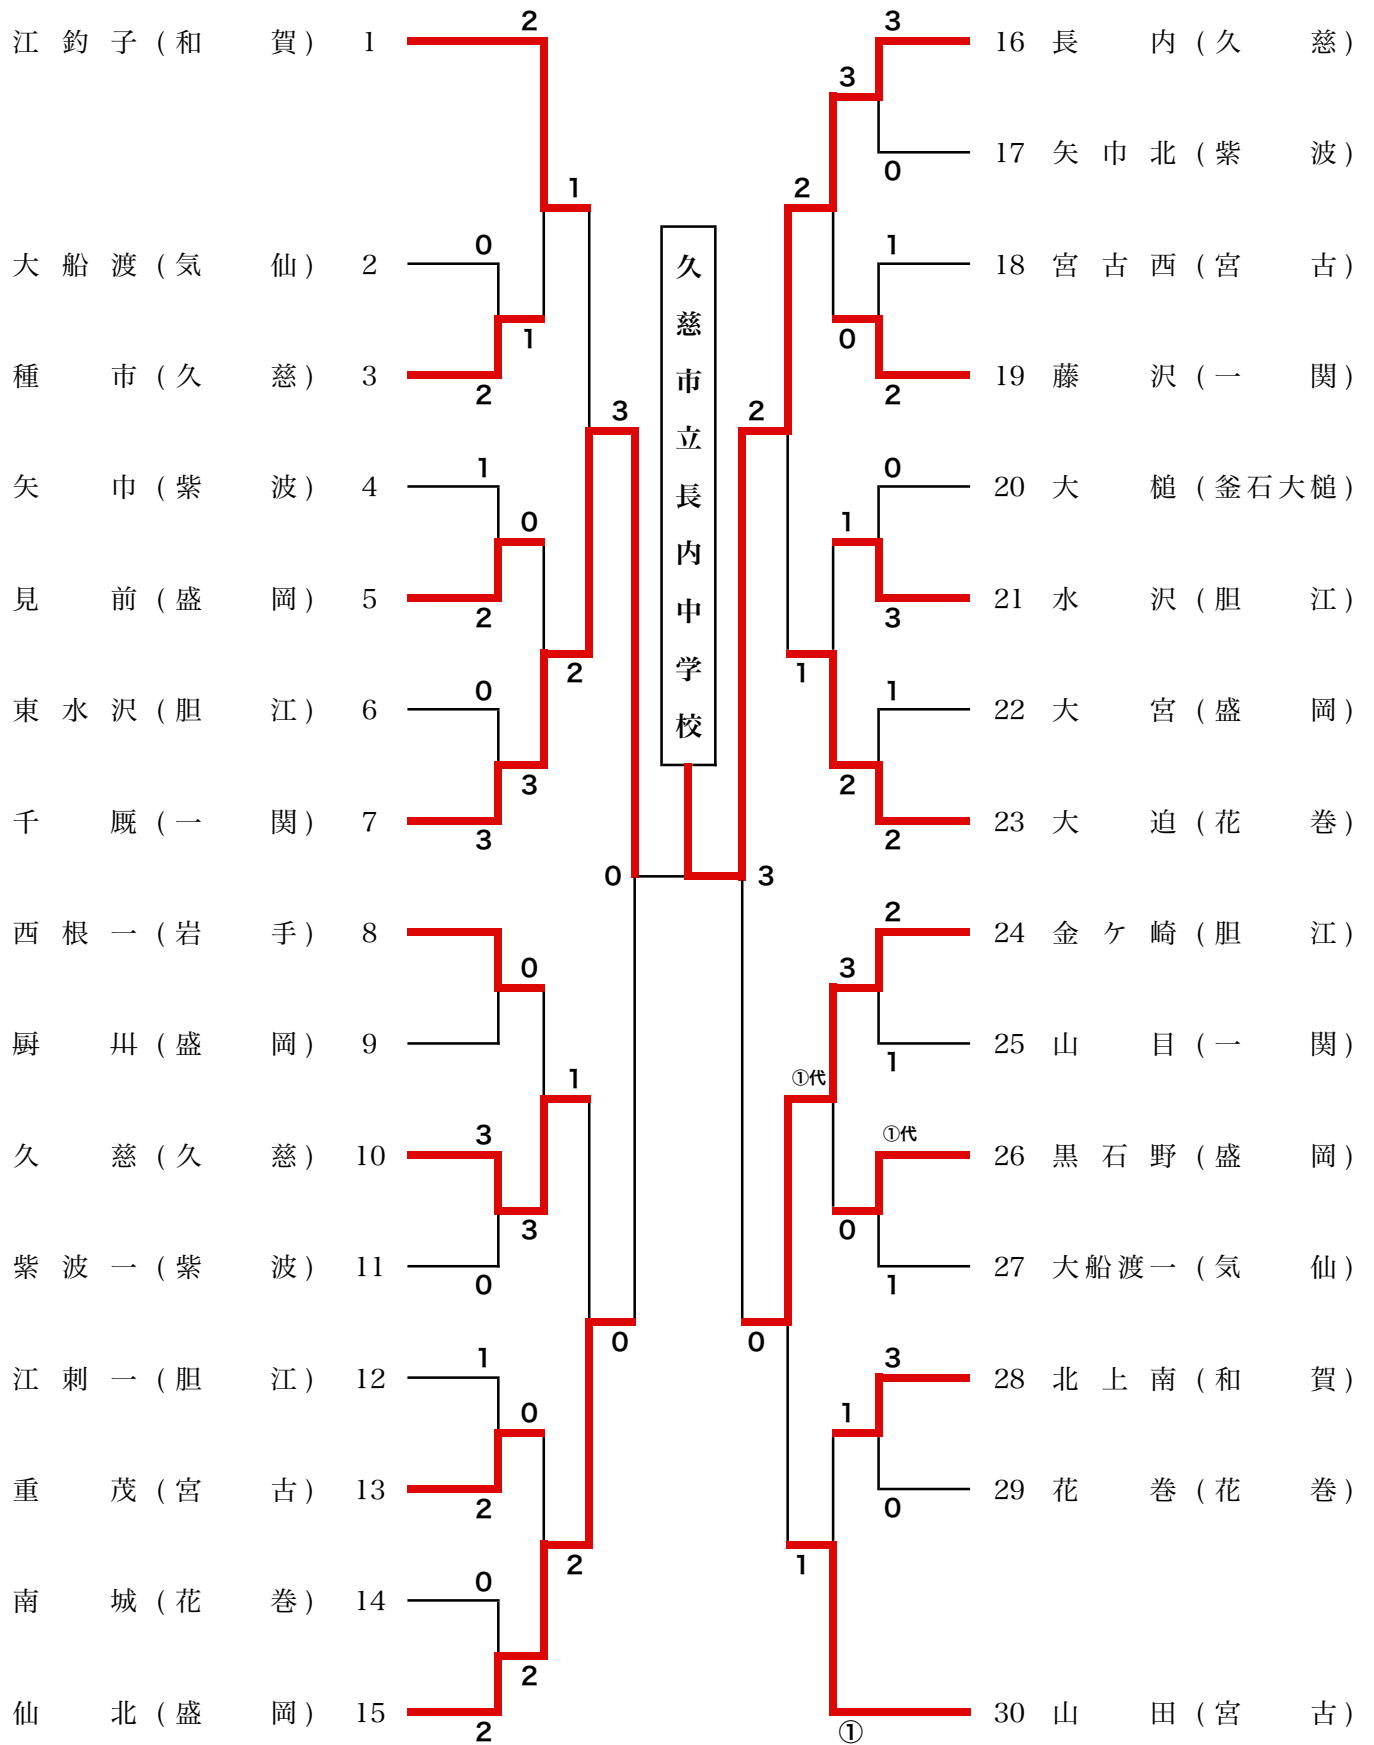 江釣子(和賀) 1
大船渡(気仙) 2
種市(久慈) 3
矢巾(紫波) 4
見前(盛岡) 5
東水沢(胆江) 6
千厩(一関) 7
西根一(岩手) 8
厨川(盛岡) 9
久慈(久慈) 10
紫波一(紫波) 11
江刺一(胆江) 12
重茂(宮古) 13
南城(花巻) 14
仙北(盛岡) 15
2
0
2
1
2
0
3
3
0
1
2
0
2
1
0
3
0
3
0
2
1
2
1
2
3
0
0
久慈市立長内中学校
3
2
0
2
1
①代
1
3
0
1
2
3
0
1
①
3
0
1
2
0
3
1
2
2
1
①代
1
3
0
16 長内(久慈)
17 矢巾北(紫波)
18 宮古西(宮古)
19 藤沢(一関)
20 大槌(釜石大槌)
21 水沢(胆江)
22 大宮(盛岡)
23 大迫(花巻)
24 金ケ崎(胆江)
25 山目(一関)
26 黒石野(盛岡)
27 大船渡一(気仙)
28 北上南(和賀)
29 花巻(花巻)
30 山田(宮古)